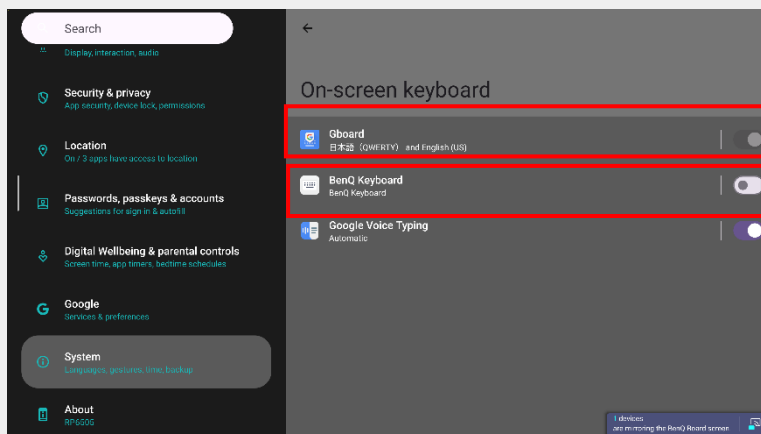 Search
Display, interaction, audio
Security & privacy
App security, device lock, permissions
Location
On / 3 apps have access to location
Passwords, passkeys & accounts
Suggestions for sign in & autofill
Digital Wellbeing & parental controls
Screen time, app timers, bedtime schedules
Google
Services & preferences
System
Languages, gestures, time, backup
About
RP6505
On-screen keyboard
Gboard
日本語 (QWERTY) and English (US)
BenQ Keyboard
BenQ Keyboard
Google Voice Typing
Automatic
1 devices
are mirroring the BenQ Board screen